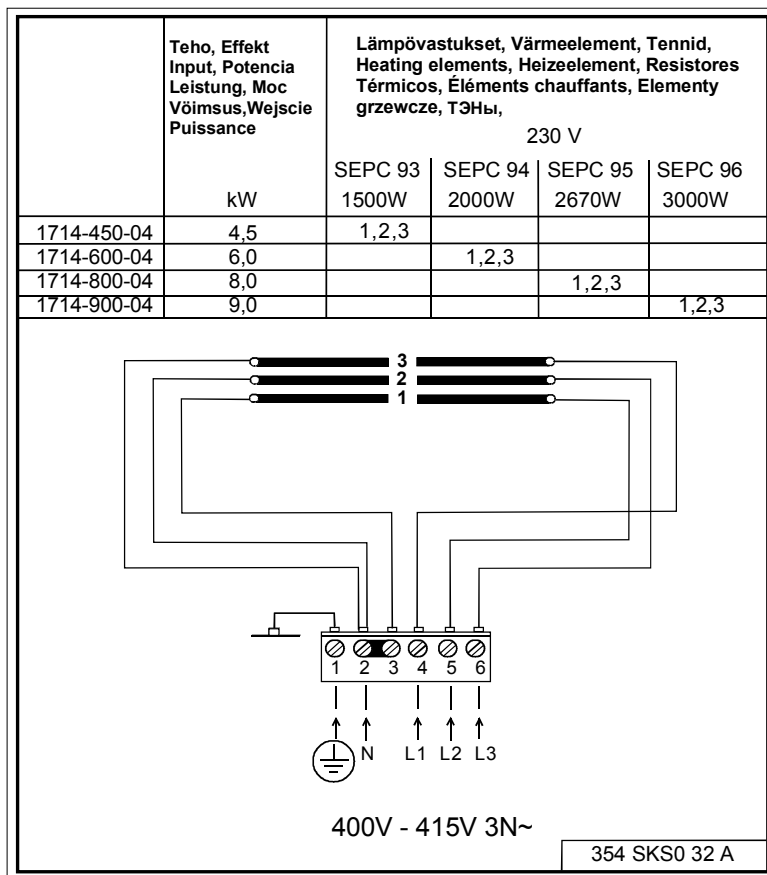 Teho, Effekt
Input, Potencia
Leistung, Moc
Vöimsus,Wejscie
Puissance
kW
Lämpövastukset, Värmeelement, Tennid,
Heating elements, Heizeelement, Resistores
Térmicos, Éléments chauffants, Elementy
grzewcze, ТЭНы,
230 V
SEPC 93 SEPC 94 SEPC 95 SEPC 96
1500W 2000W 2670W 3000W
1714-450-04 4,5 1,2,3
1714-600-04 6,0 1,2,3
1714-800-04 8,0 1,2,3
1714-900-04 9,0 1,2,3
3
2
1
1 2 3 4 5 6
N L1 L2 L3
400V - 415V 3N~
354 SKS0 32 A